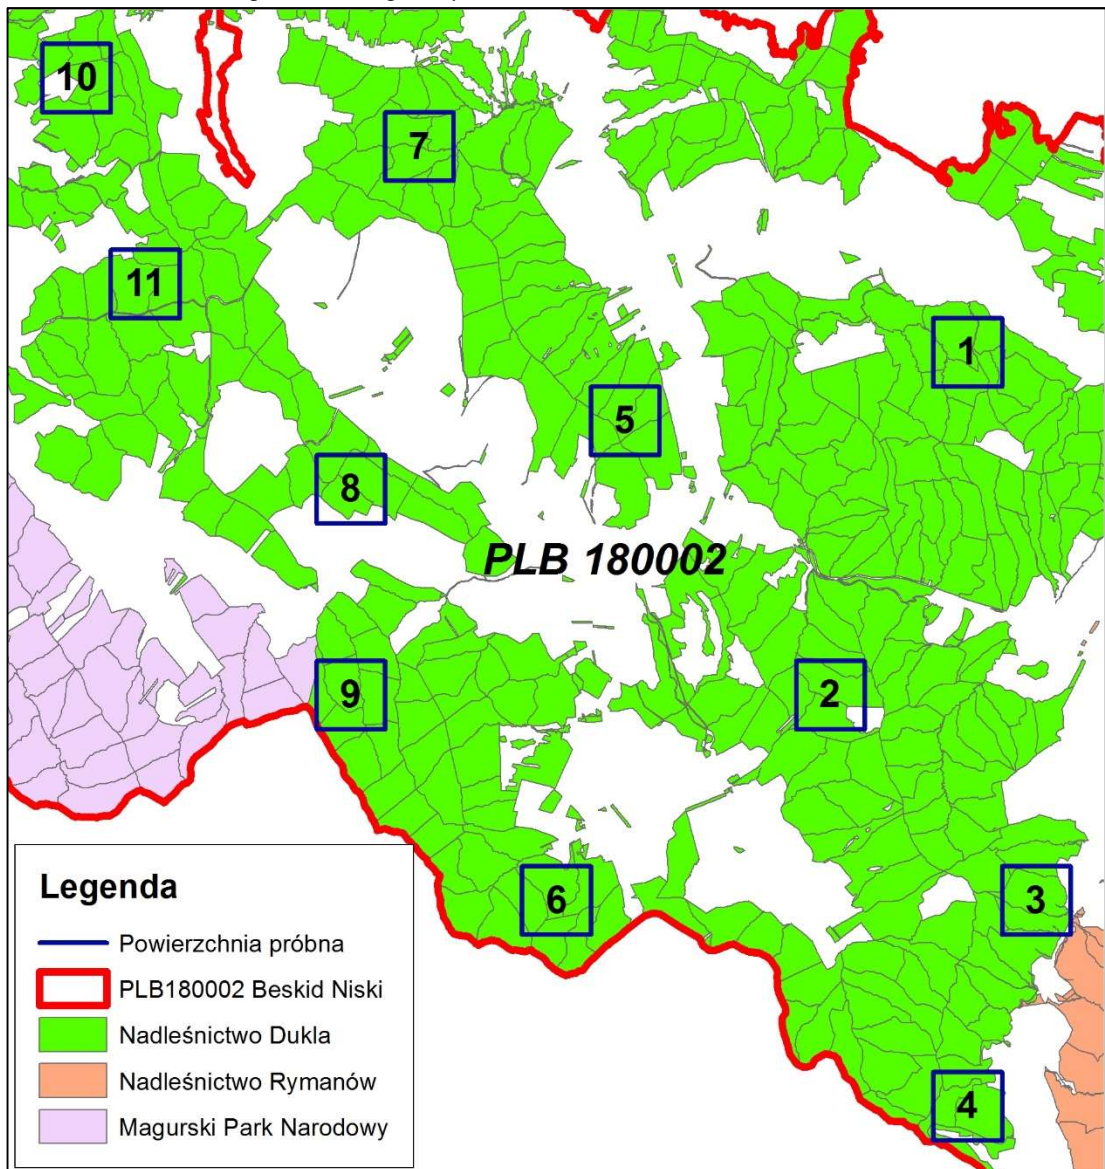 10
7
11
1
5
8
PLB 180002
9
2
6
3
4
Legenda
Powierzchnia próbna
PLB180002 Beskid Niski
Nadleśnictwo Dukla
Nadleśnictwo Rymanów
Magurski Park Narodowy